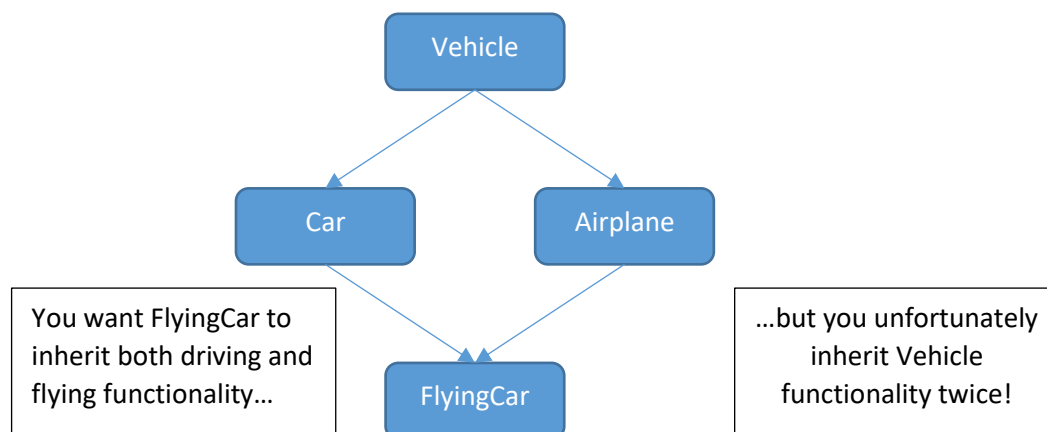 Vehicle
Car
Airplane
You want FlyingCar to
inherit both driving and
flying functionality…
FlyingCar
…but you unfortunately
inherit Vehicle
functionality twice!